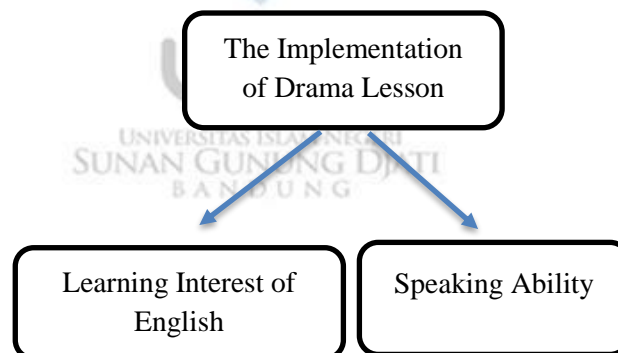 The Implementation
of Drama Lesson
UNIVERSITAS ISLAM NEGERI
SUNAN GUNUNG DJATI
BANDUNG
Learning Interest of
English
Speaking Ability